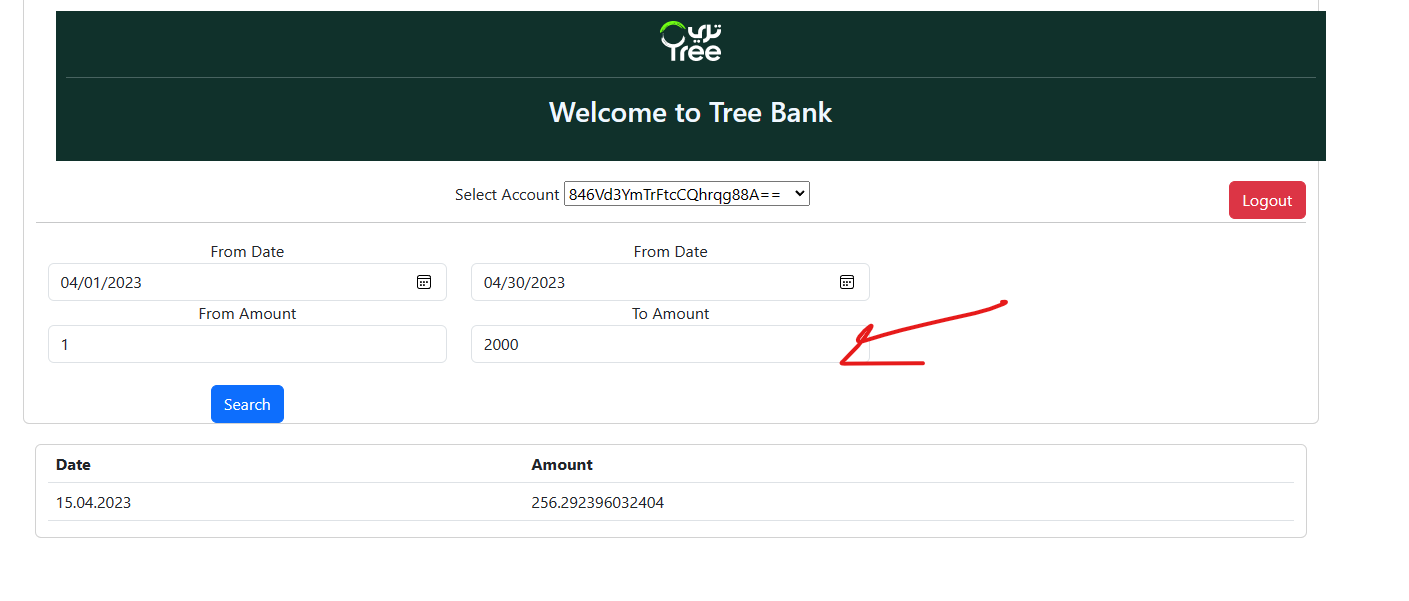 تري
Tree
Welcome to Tree Bank
Select Account 846Vd3YmTrFtcCQhrqg88A==
Logout
From Date From Date
04/01/2023 04/30/2023
From Amount To Amount
1 2000
Search
Date Amount
15.04.2023 256.292396032404